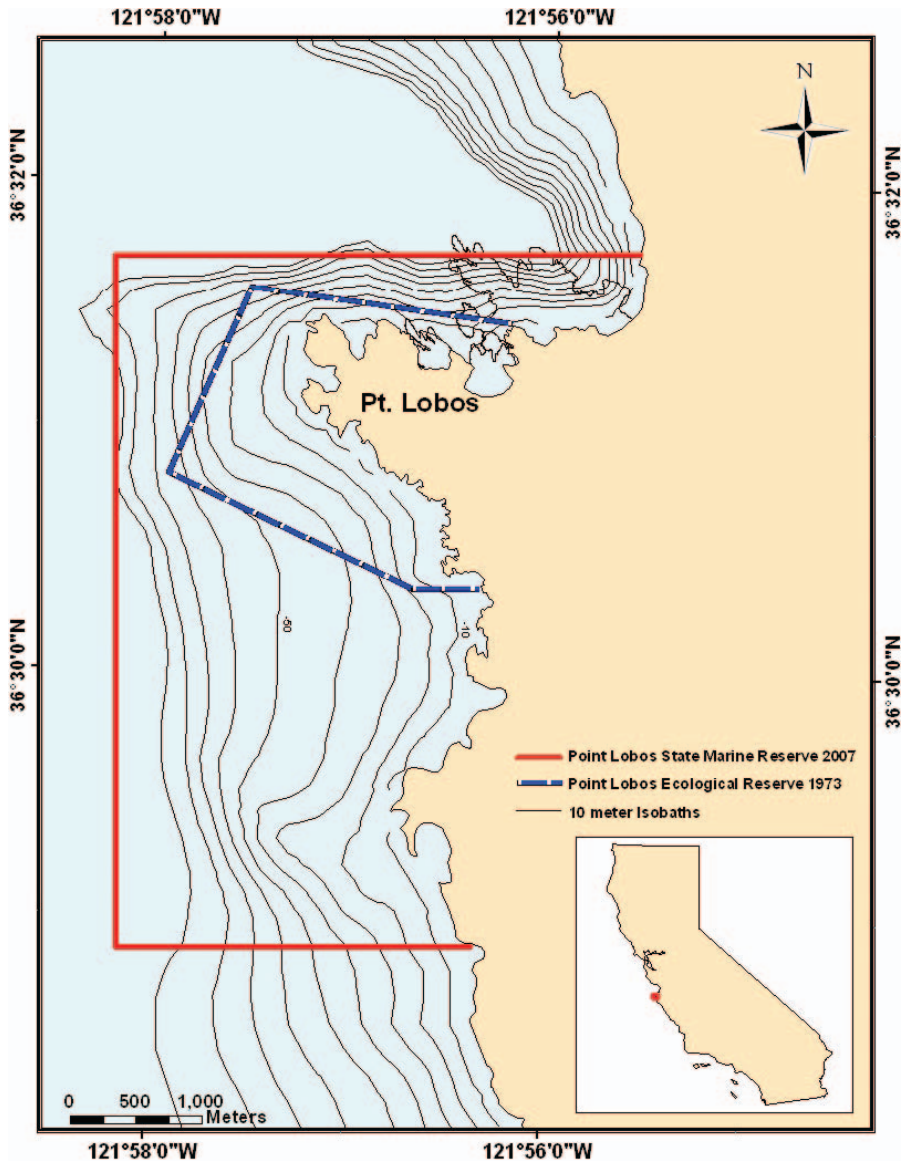 121°58'0"W
121°56'0"W
N
36°32'0"N
36°32'0"N
Pt. Lobos
-50
-10
36°30'0"N
36°30'0"N
Point Lobos State Marine Reserve 2007
Point Lobos Ecological Reserve 1973
10 meter Isobaths
0 500 1,000
Meters
121°58'0"W
121°56'0"W